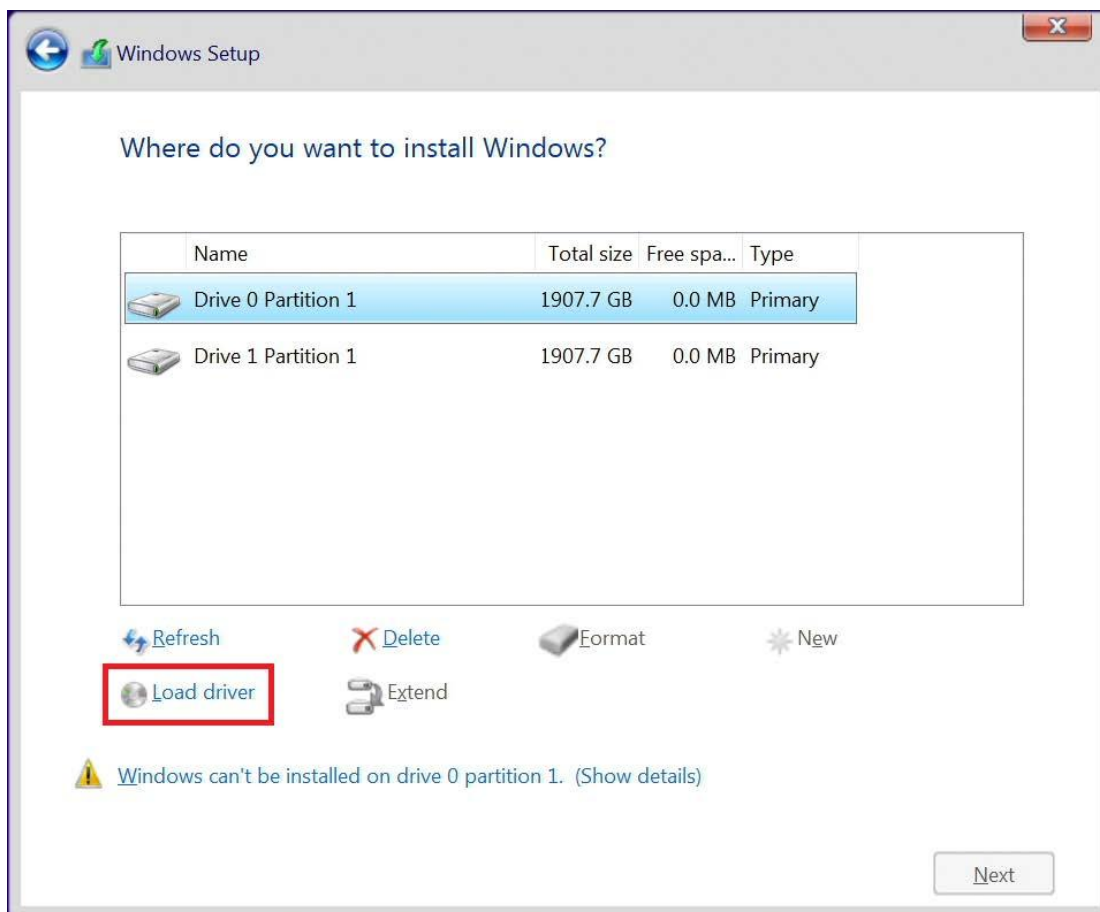 Windows Setup
Where do you want to install Windows?
Name Total size Free spa... Type
Drive 0 Partition 1 1907.7 GB 0.0 MB Primary
Drive 1 Partition 1 1907.7 GB 0.0 MB Primary
Refresh Delete Format New
Load driver Extend
Windows can't be installed on drive 0 partition 1. (Show details)
Next